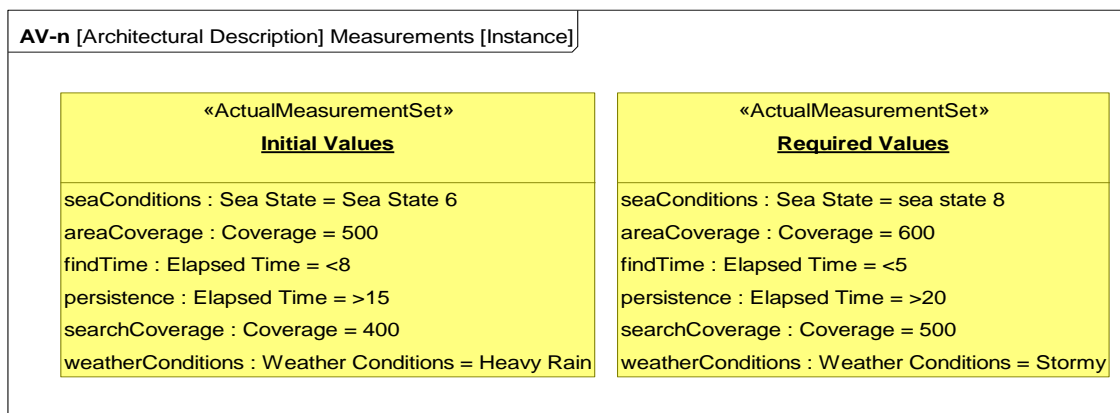 AV-n [Architectural Description] Measurements [Instance]
«ActualMeasurementSet»
Initial Values
seaConditions : Sea State = Sea State 6
areaCoverage : Coverage = 500
findTime : Elapsed Time = <8
persistence : Elapsed Time = >15
searchCoverage : Coverage = 400
weatherConditions : Weather Conditions = Heavy Rain
«ActualMeasurementSet»
Required Values
seaConditions : Sea State = sea state 8
areaCoverage : Coverage = 600
findTime : Elapsed Time = <5
persistence : Elapsed Time = >20
searchCoverage : Coverage = 500
weatherConditions : Weather Conditions = Stormy